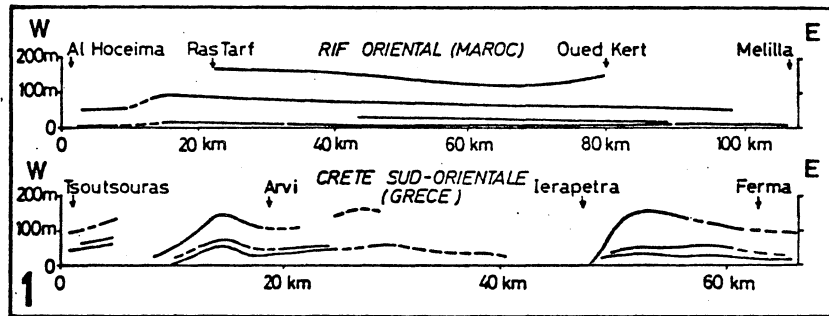 W E
Al Hoceima Ras Tarf RIF ORIENTAL (MAROC) Oued Kert Melilla
200m
100m
0
0 20 km 40 km 60 km 80 km 100 km
W E
Tsoutsouras Arvi CRETE SUD-ORIENTALE Ierapetra Ferma
(GRECE)
200m
100m
0
0 20 km 40 km 60 km
1